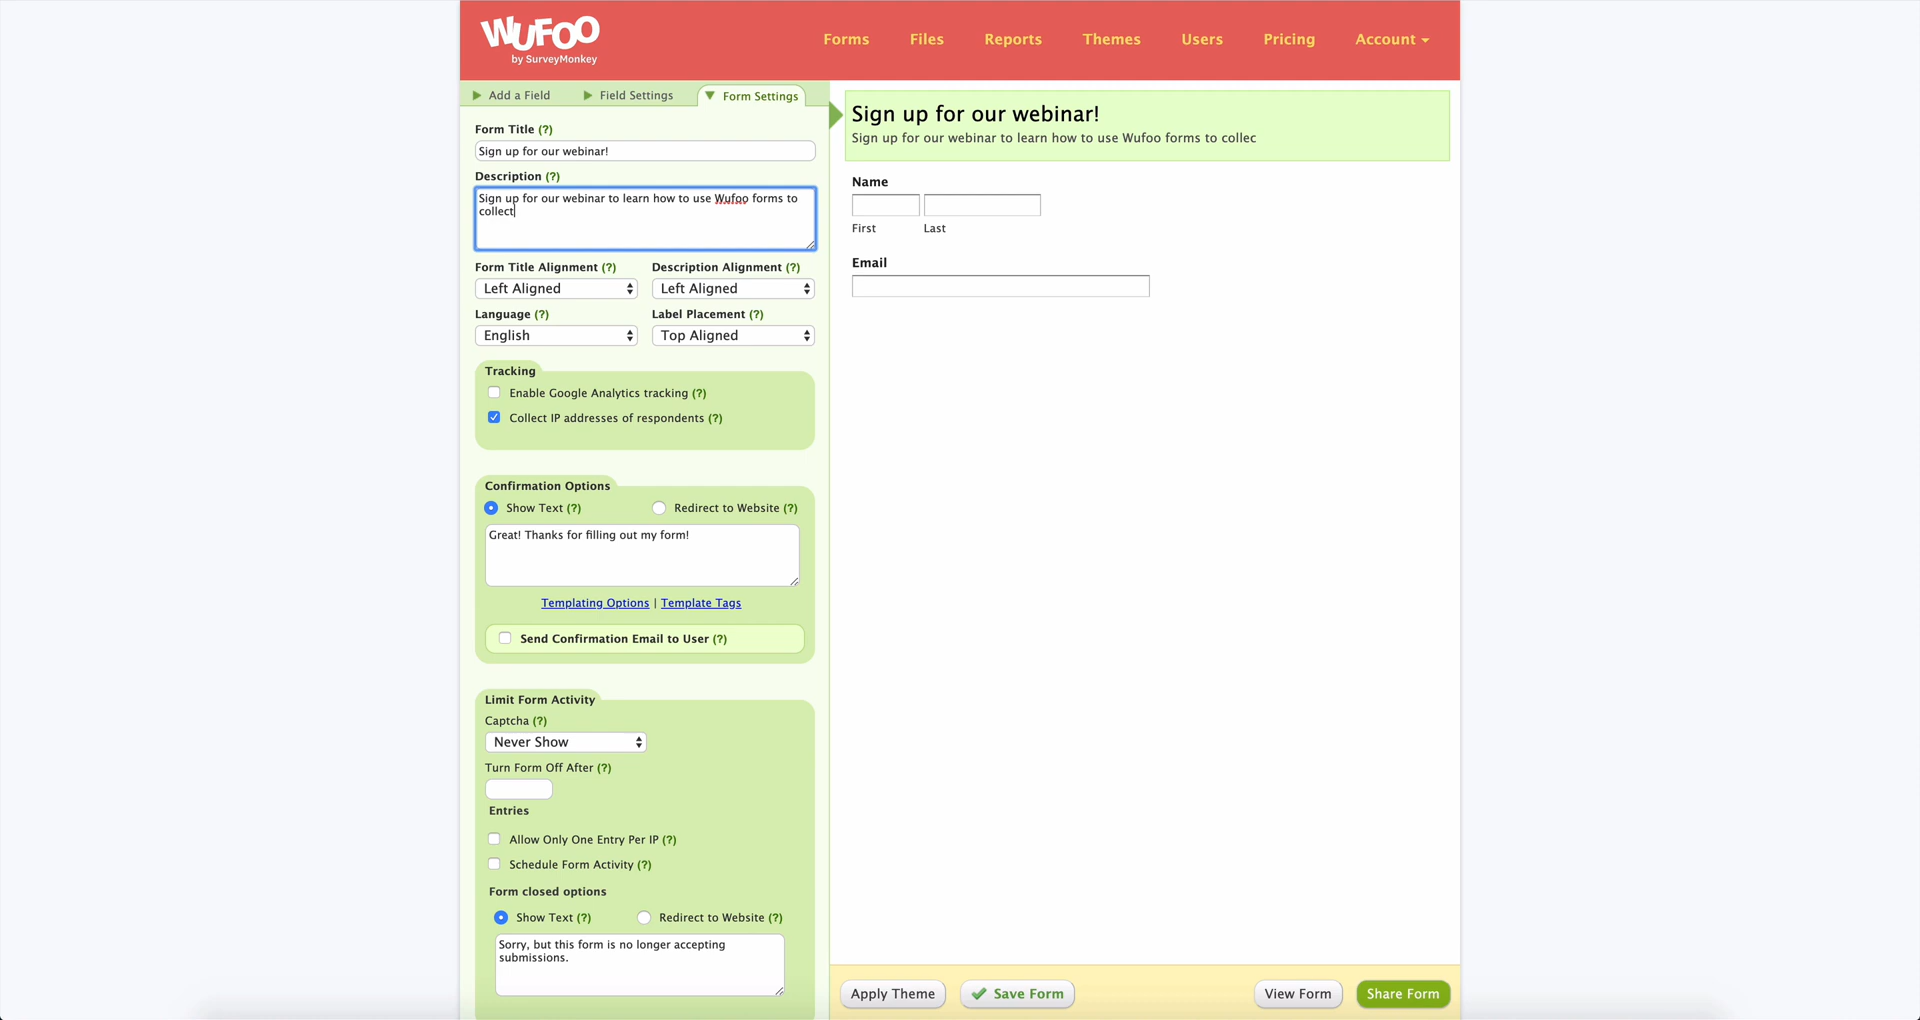 WUFOO
by SurveyMonkey
Forms Files Reports Themes Users Pricing Account
Add a Field Field Settings Form Settings
Form Title (?)
Sign up for our webinar!
Description (?)
Sign up for our webinar to learn how to use Wufoo forms to
collect
Form Title Alignment (?) Description Alignment (?)
Left Aligned Left Aligned
Language (?) Label Placement (?)
English Top Aligned
Tracking
Enable Google Analytics tracking (?)
Collect IP addresses of respondents (?)
Confirmation Options
Show Text (?) Redirect to Website (?)
Great! Thanks for filling out my form!
Templating Options | Template Tags
Send Confirmation Email to User (?)
Limit Form Activity
Captcha (?)
Never Show
Turn Form Off After (?)
Entries
Allow Only One Entry Per IP (?)
Schedule Form Activity (?)
Form closed options
Show Text (?) Redirect to Website (?)
Sorry, but this form is no longer accepting
submissions.
Sign up for our webinar!
Sign up for our webinar to learn how to use Wufoo forms to collec
Name
First Last
Email
Apply Theme Save Form View Form Share Form